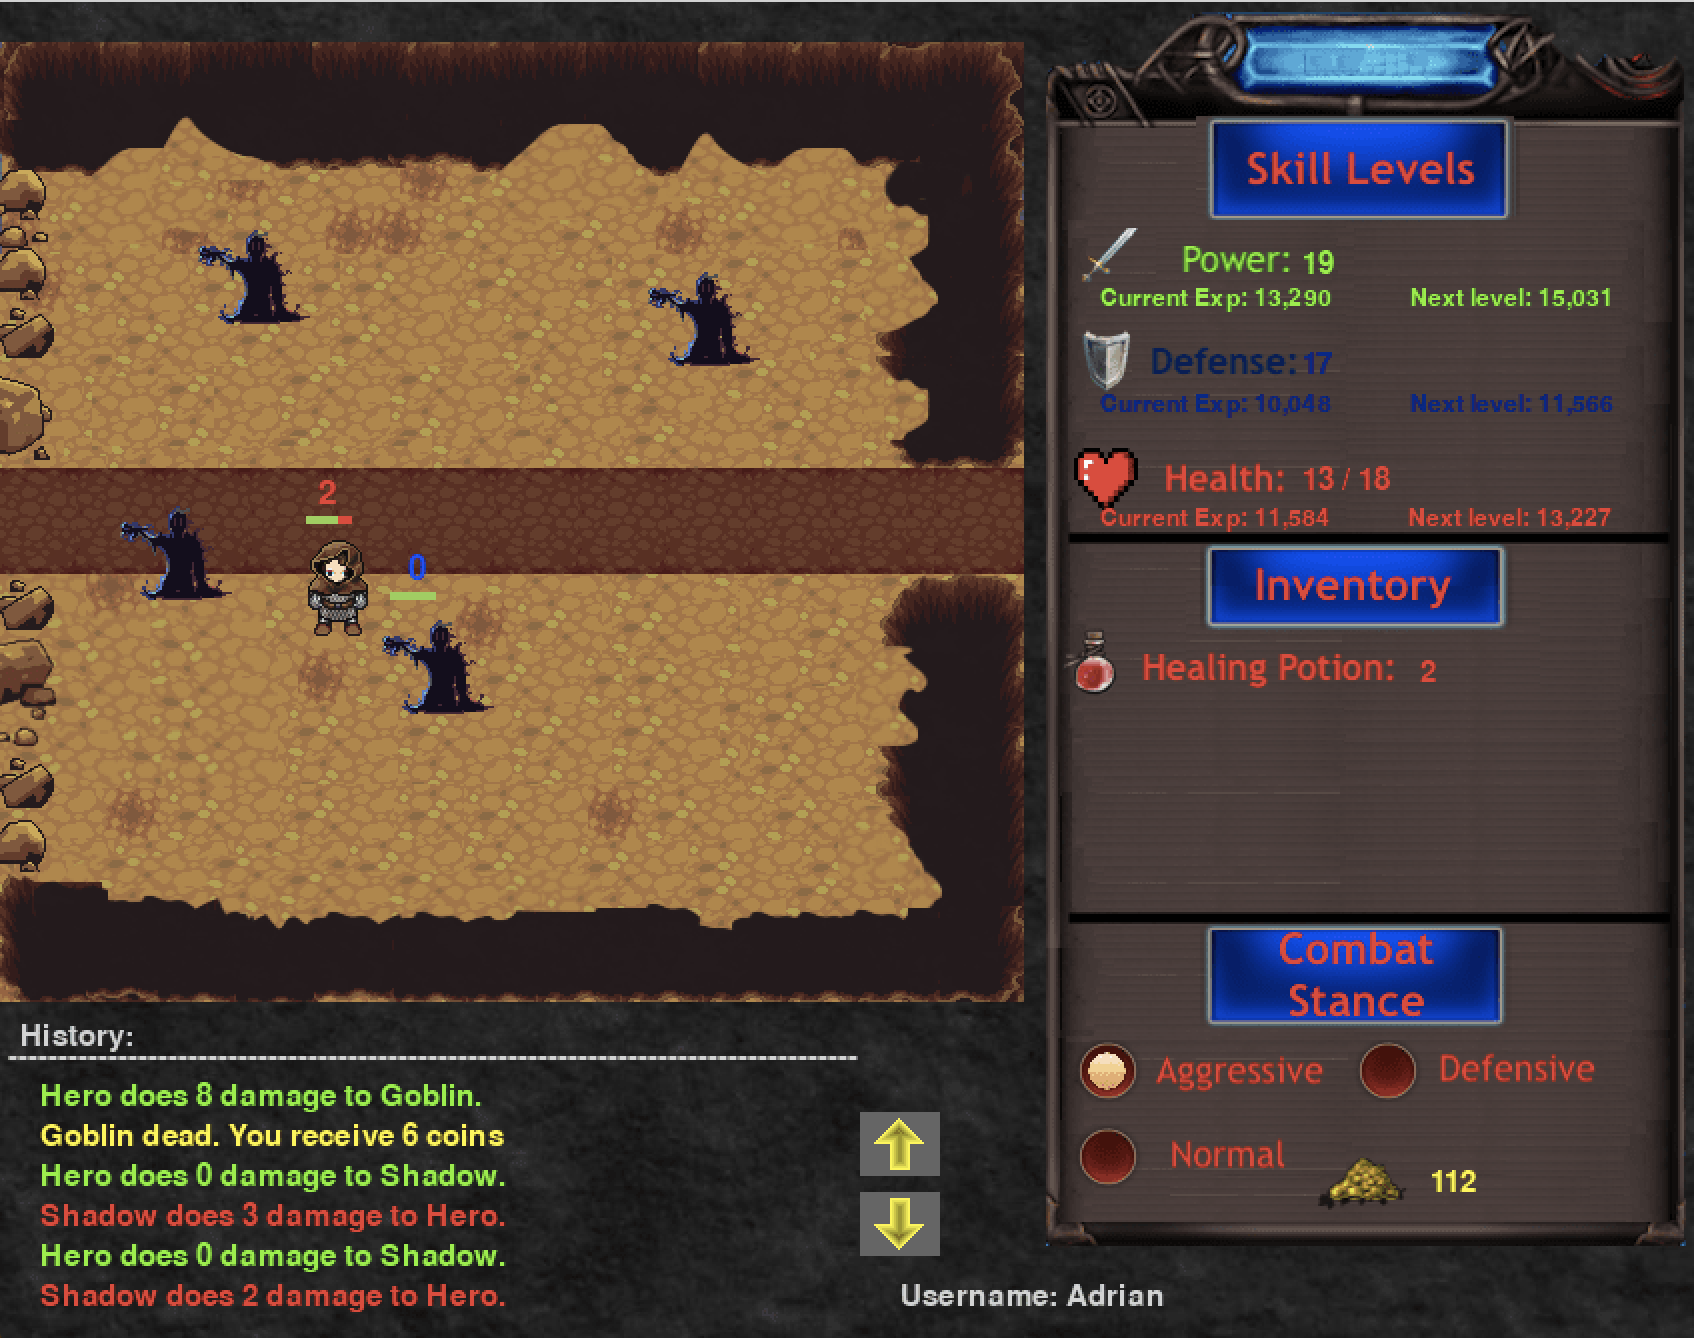 Skill Levels
Power: 19
Current Exp: 13,290 Next level: 15,031
Defense: 17
Current Exp: 10,048 Next level: 11,566
Health: 13 / 18
Current Exp: 11,584 Next level: 13,227
2
0
Inventory
Healing Potion: 2
Combat
Stance
Aggressive Defensive
Normal
112
History:
Hero does 8 damage to Goblin.
Goblin dead. You receive 6 coins
Hero does 0 damage to Shadow.
Shadow does 3 damage to Hero.
Hero does 0 damage to Shadow.
Shadow does 2 damage to Hero.
Username: Adrian